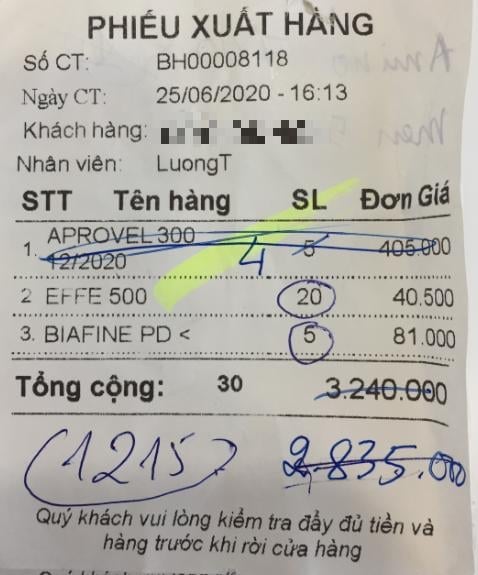 PHIẾU XUẤT HÀNG
Số CT: BH00008118
Ngày CT: 25/06/2020 - 16:13
Khách hàng:
Nhân viên: LuongT
STT Tên hàng SL Đơn Giá
1. APROVEL 300 12/2020 4 5 405.000
2 EFFE 500 20 40.500
3. BIAFINE PD < 5 81.000
Tổng cộng: 30 3.240.000
(1215) 2,835.000
Quý khách vui lòng kiểm tra đầy đủ tiền và
hàng trước khi rời cửa hàng